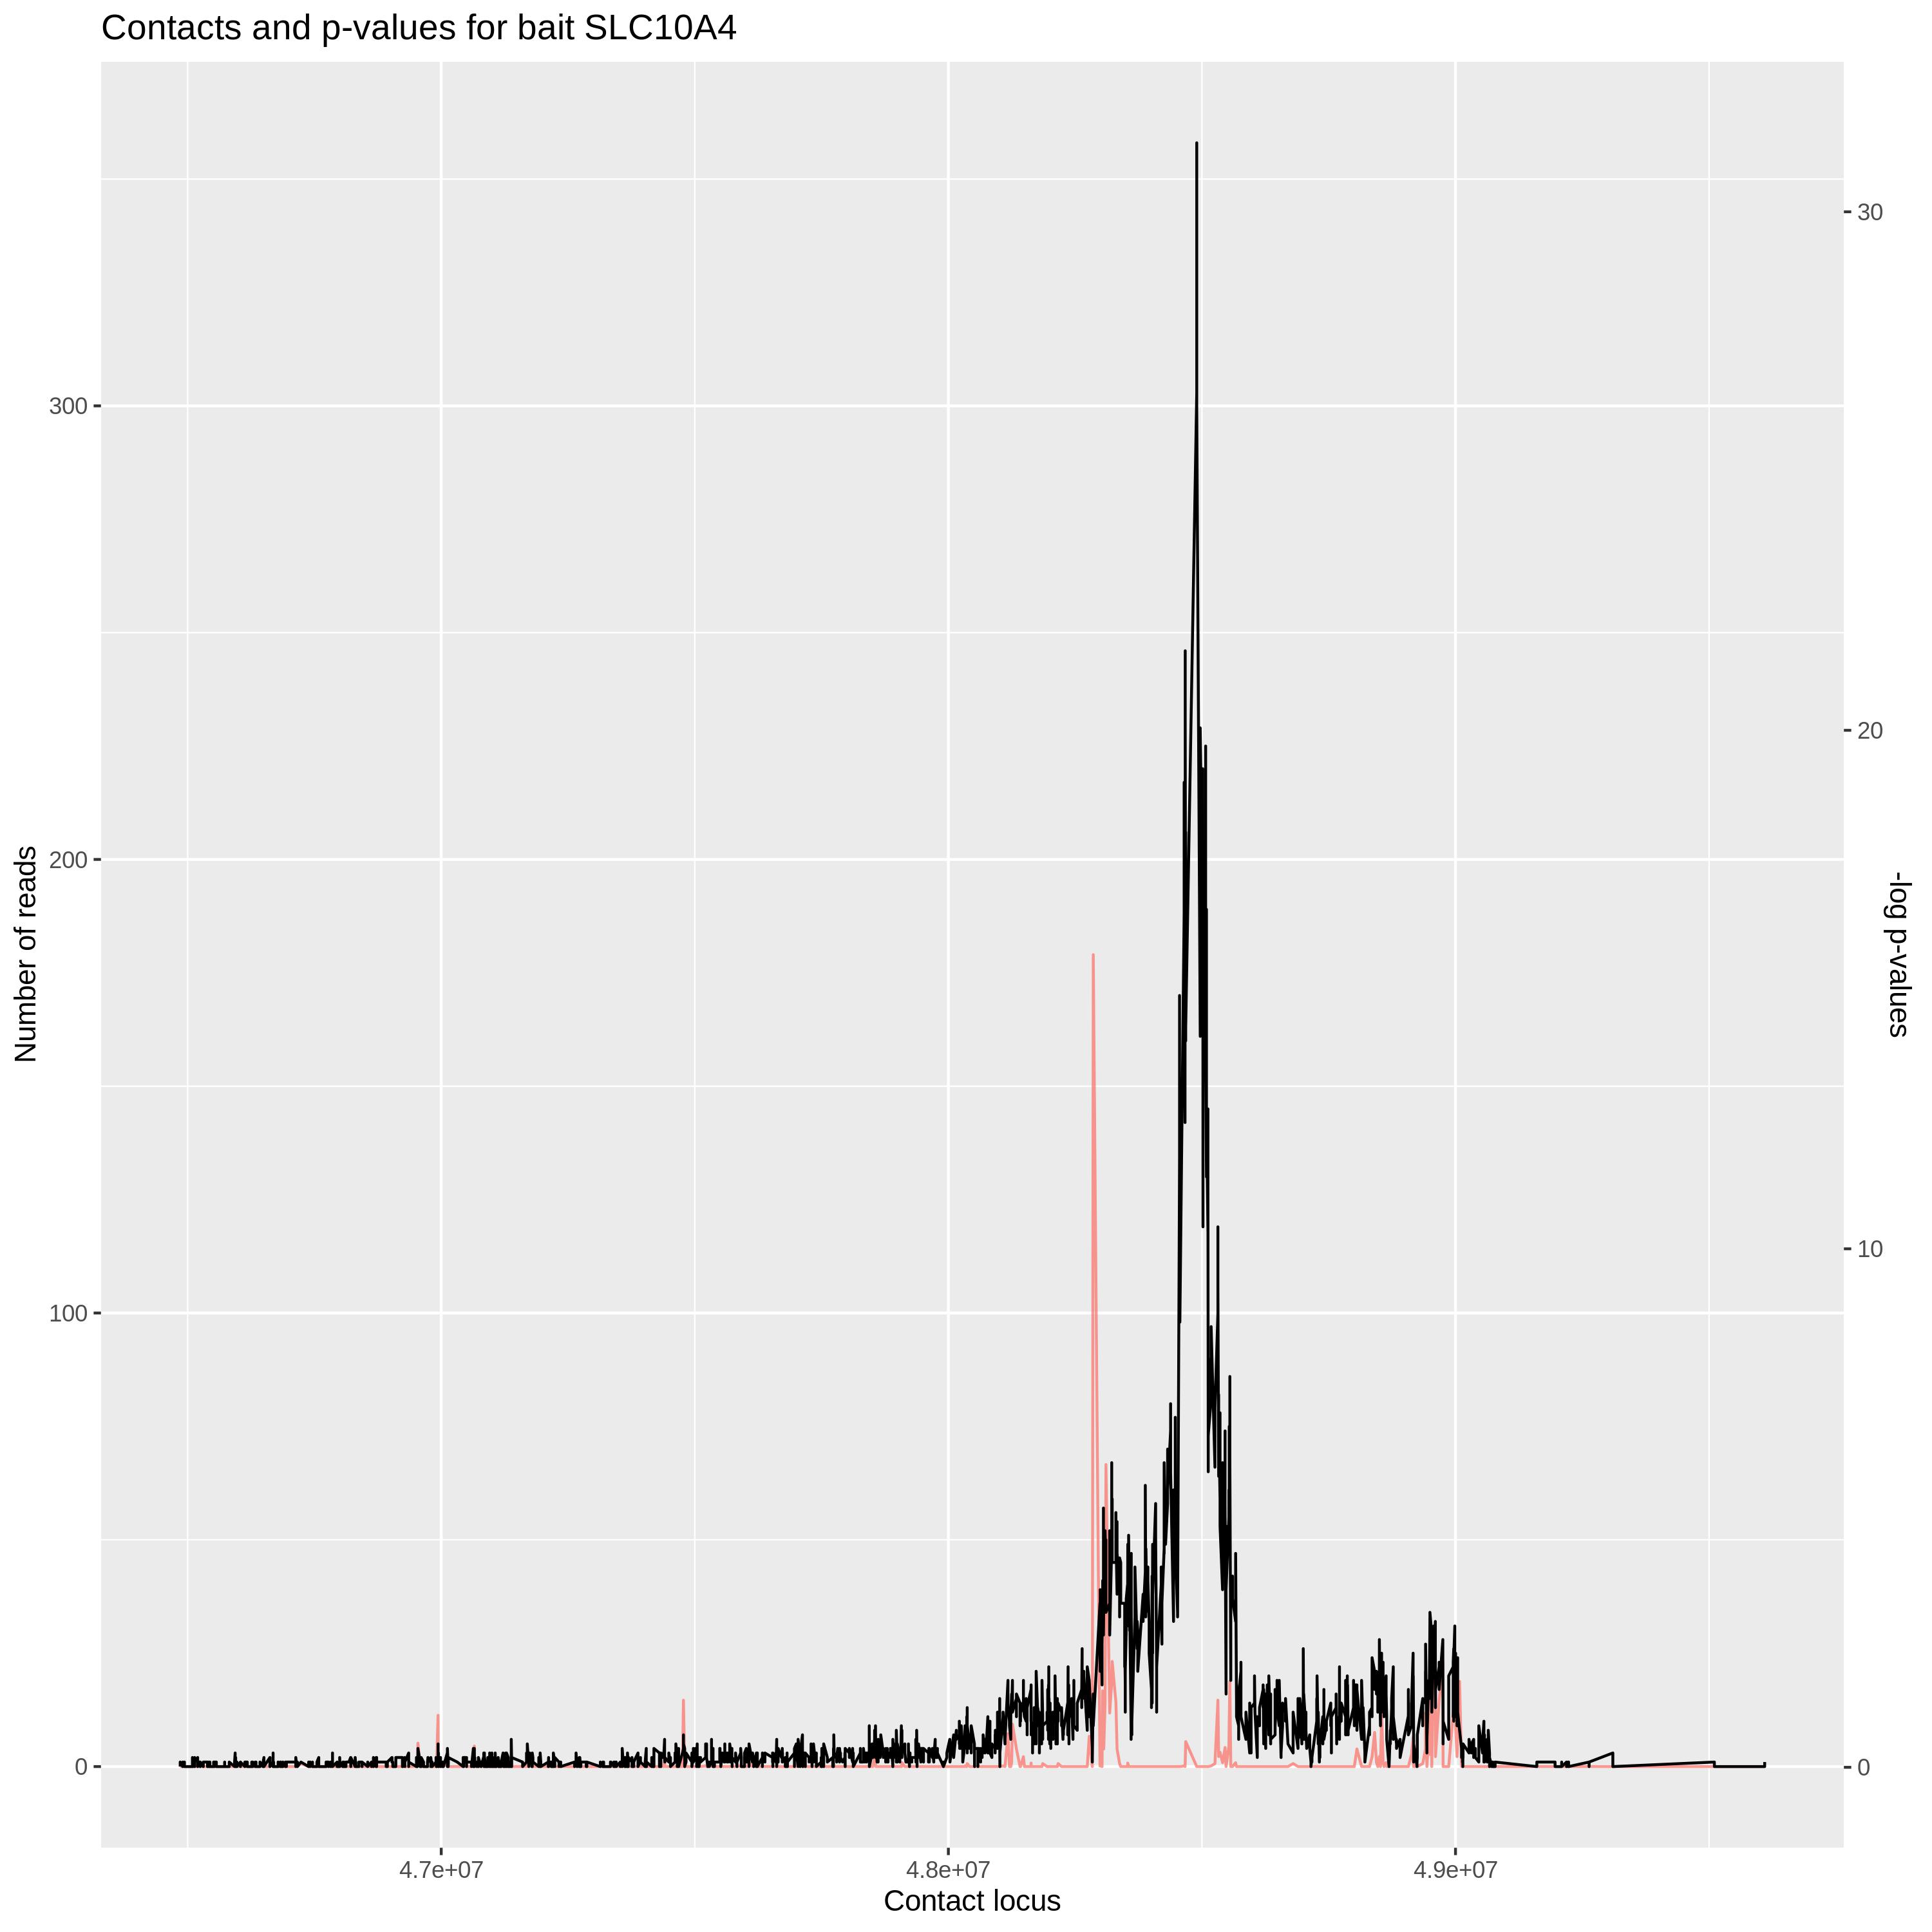 Contacts and p-values for bait SLC10A4
Number of reads
300
200
100
0
30
20
10
0
-log p-values
4.7e+07 4.8e+07 4.9e+07
Contact locus